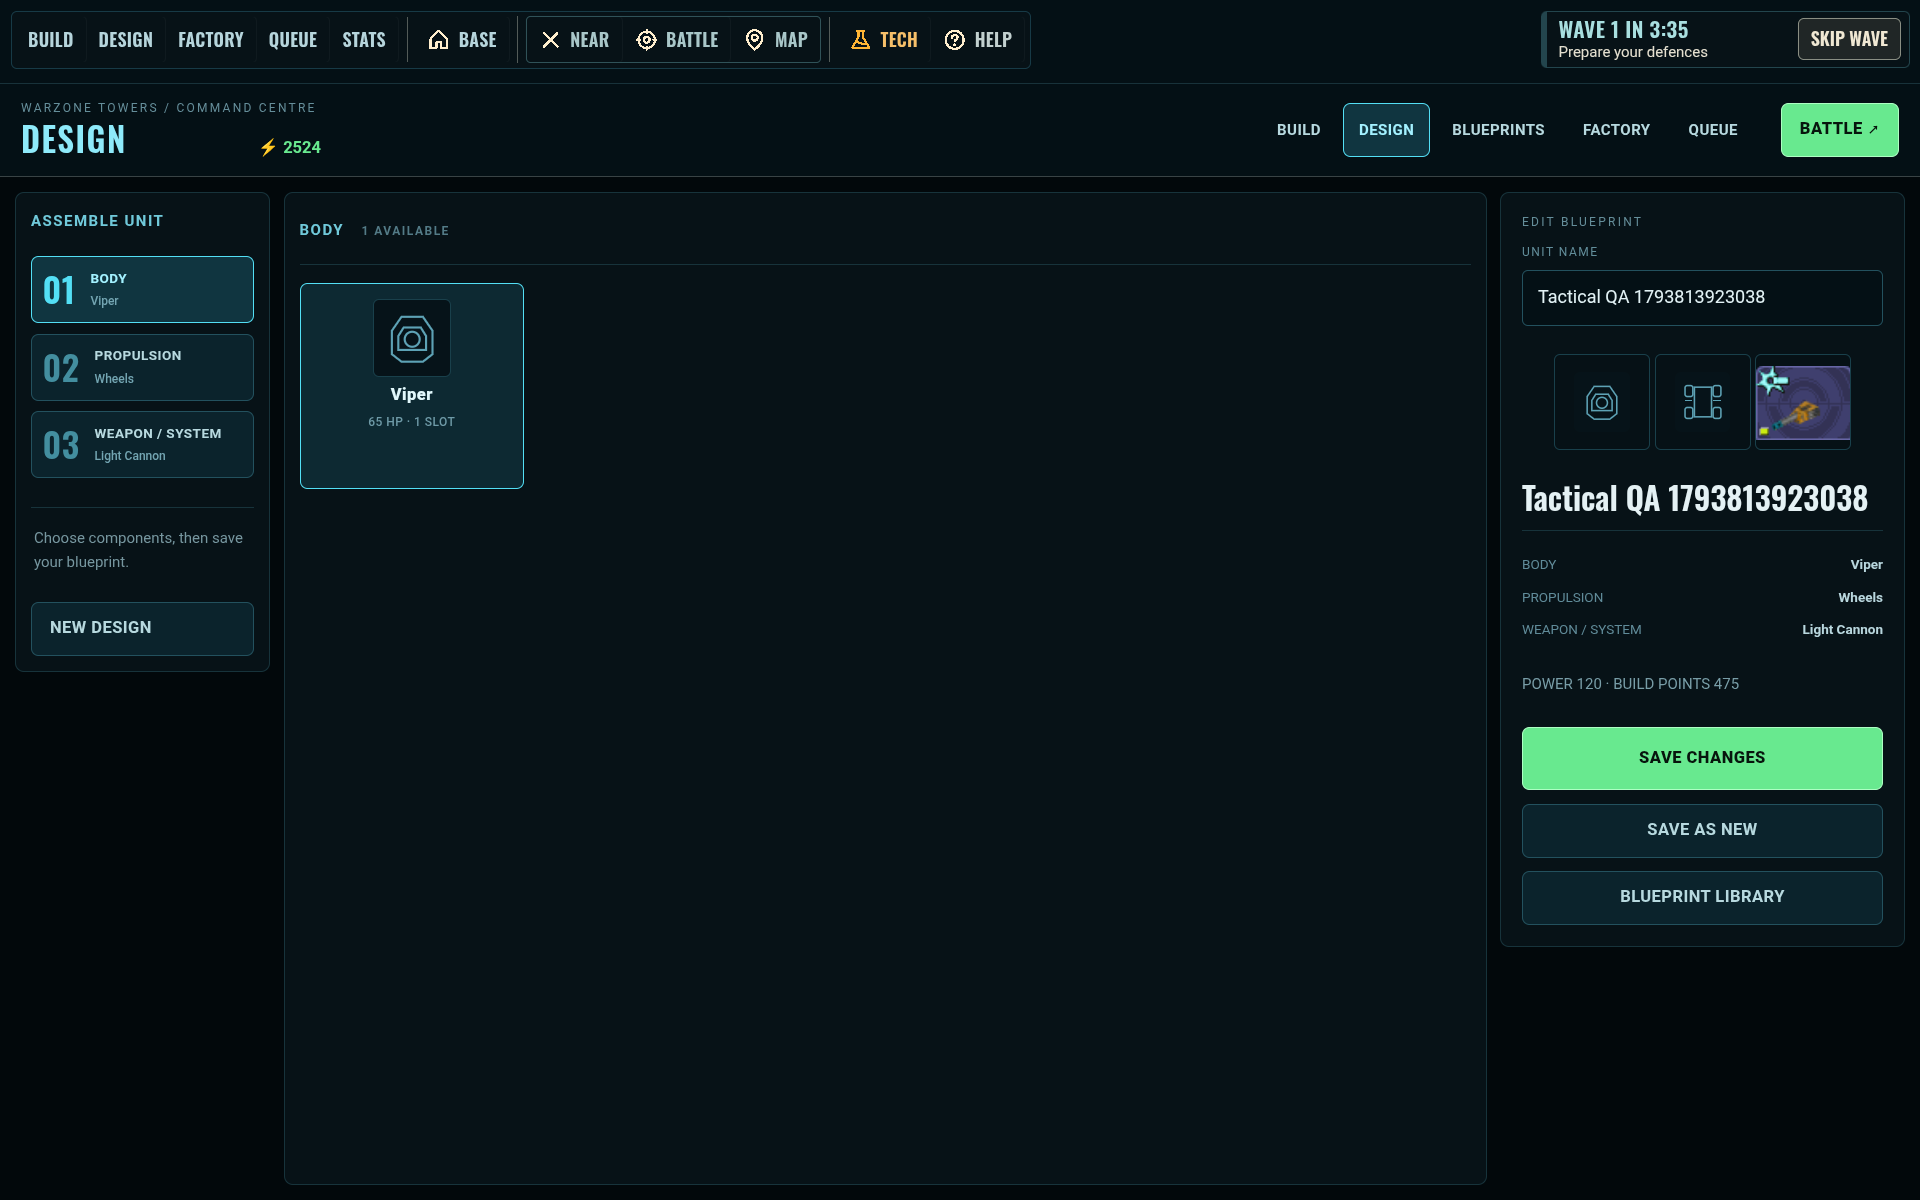 BUILD DESIGN FACTORY QUEUE STATS BASE NEAR BATTLE MAP TECH HELP
WAVE 1 IN 3:35
Prepare your defences
SKIP WAVE
WARZONE TOWERS / COMMAND CENTRE
DESIGN
⚡ 2524
BUILD DESIGN BLUEPRINTS FACTORY QUEUE BATTLE ↗
ASSEMBLE UNIT
01 BODY
Viper
02 PROPULSION
Wheels
03 WEAPON / SYSTEM
Light Cannon
Choose components, then save
your blueprint.
NEW DESIGN
BODY 1 AVAILABLE
Viper
65 HP · 1 SLOT
EDIT BLUEPRINT
UNIT NAME
Tactical QA 1793813923038
Tactical QA 1793813923038
BODY Viper
PROPULSION Wheels
WEAPON / SYSTEM Light Cannon
POWER 120 · BUILD POINTS 475
SAVE CHANGES
SAVE AS NEW
BLUEPRINT LIBRARY